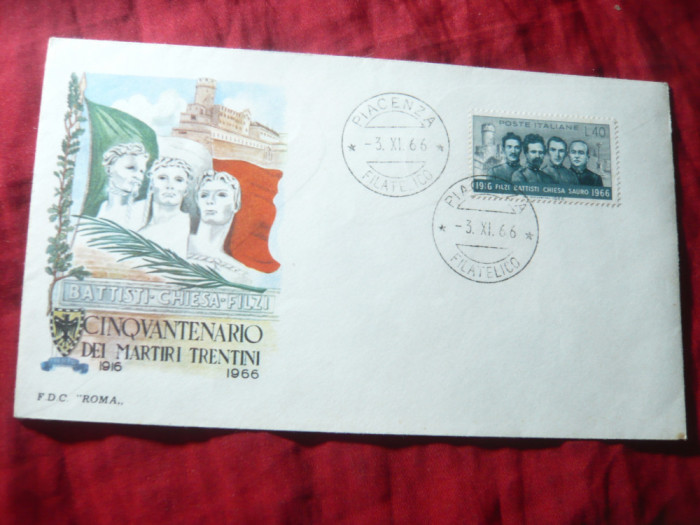 BATTISTI-CHIESA-FILZI
CINQVANTENARIO
DEI MARTIRI TRENTINI
1916 1966
F.D.C. "ROMA"
PIACENZA
-3. XI. 66
FILATELICO
POSTE ITALIANE L.40
1916 FILZI BATTISTI CHIESA SAURO 1966
PIACENZA
-3. XI. 66
FILATELICO